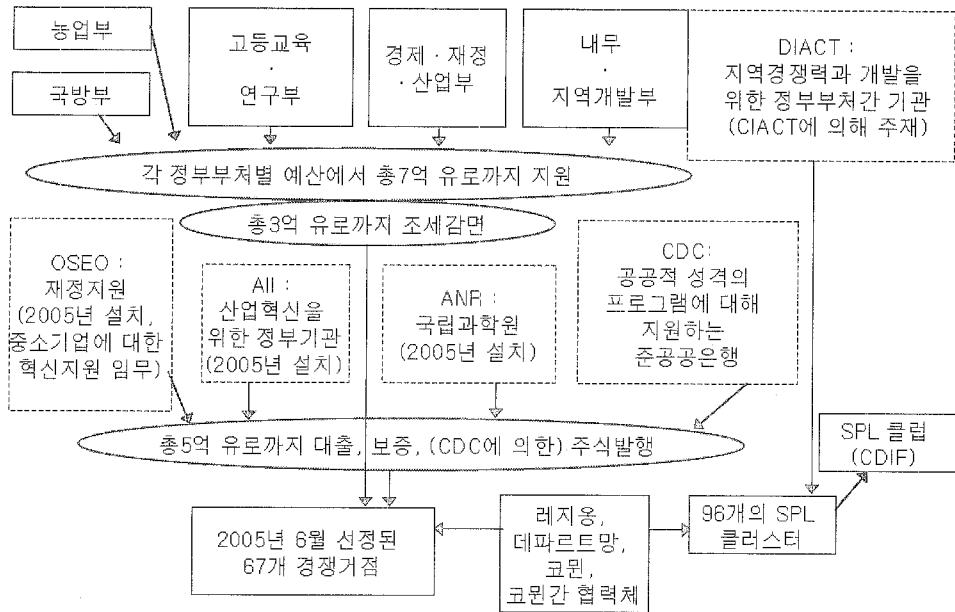 농업부
국방부
고등교육
·
연구부
경제·재정
·산업부
내무
·
지역개발부
DIACT :
지역경쟁력과 개발을
위한 정부부처간 기관
(CIACT에 의해 주재)
각 정부부처별 예산에서 총7억 유로까지 지원
총3억 유로까지 조세감면
OSEO :
재정지원
(2005년 설치,
중소기업에 대한
혁신지원 임무)
AII :
산업혁신을
위한 정부기관
(2005년 설치)
ANR :
국립과학원
(2005년 설치)
CDC:
공공적 성격의
프로그램에 대해
지원하는
준공공은행
총5억 유로까지 대출, 보증, (CDC에 의한) 주식발행
SPL 클럽
(CDIF)
2005년 6월 선정된
67개 경쟁거점
레지옹,
데파르트망,
코뮌,
코뮌간 협력체
96개의 SPL
클러스터